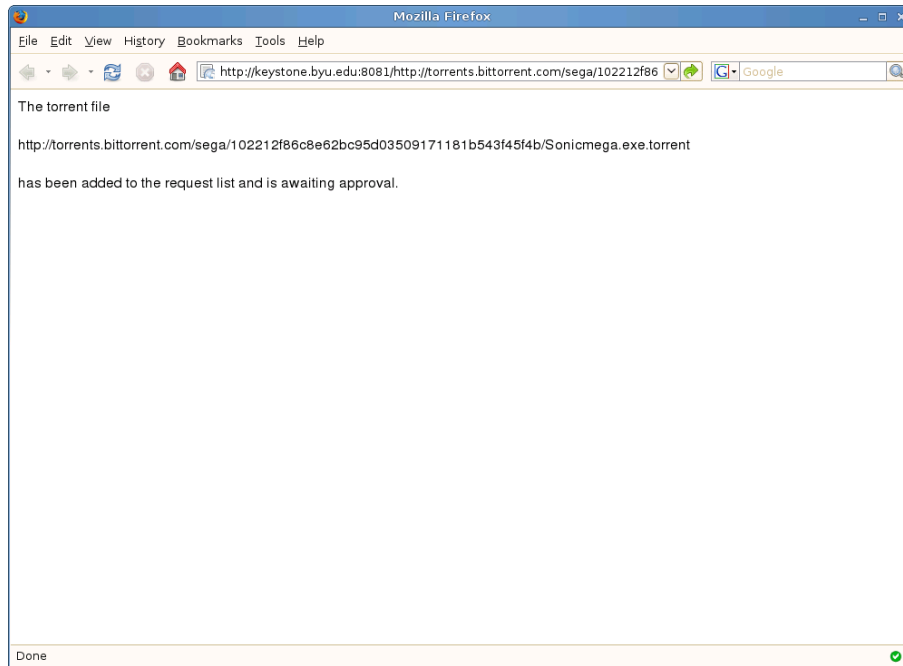 Mozilla Firefox
File Edit View History Bookmarks Tools Help
http://keystone.byu.edu:8081/http://torrents.bittorrent.com/sega/102212f86
G Google
The torrent file
http://torrents.bittorrent.com/sega/102212f86c8e62bc95d03509171181b543f45f4b/Sonicmega.exe.torrent
has been added to the request list and is awaiting approval.
Done